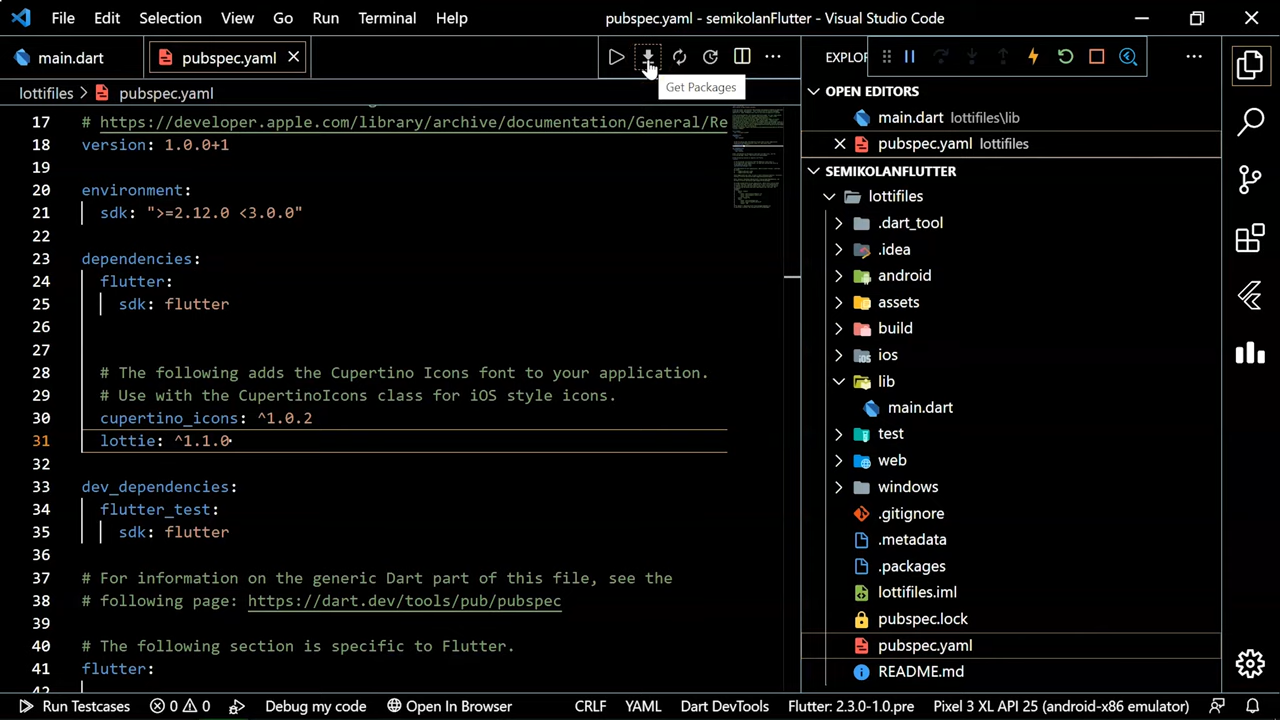 File Edit Selection View Go Run Terminal Help pubspec.yaml - semikolanFlutter - Visual Studio Code
main.dart pubspec.yaml
Get Packages
lottifiles > pubspec.yaml
17 # https://developer.apple.com/library/archive/documentation/General/Re
18 version: 1.0.0+1
20 environment:
21 sdk: ">=2.12.0 <3.0.0"
22
23 dependencies:
24 flutter:
25 sdk: flutter
26
27
28 # The following adds the Cupertino Icons font to your application.
29 # Use with the CupertinoIcons class for iOS style icons.
30 cupertino_icons: ^1.0.2
31 lottie: ^1.1.0
32
33 dev_dependencies:
34 flutter_test:
35 sdk: flutter
36
37 # For information on the generic Dart part of this file, see the
38 # following page: https://dart.dev/tools/pub/pubspec
39
40 # The following section is specific to Flutter.
41 flutter:
42
EXPLOR
OPEN EDITORS
main.dart lottifiles\lib
pubspec.yaml lottifiles
SEMIKOLANFLUTTER
lottifiles
.dart_tool
.idea
android
assets
build
ios
lib
main.dart
test
web
windows
.gitignore
.metadata
.packages
lottifiles.iml
pubspec.lock
pubspec.yaml
README.md
Run Testcases 0 0 Debug my code Open In Browser CRLF YAML Dart DevTools Flutter: 2.3.0-1.0.pre Pixel 3 XL API 25 (android-x86 emulator)